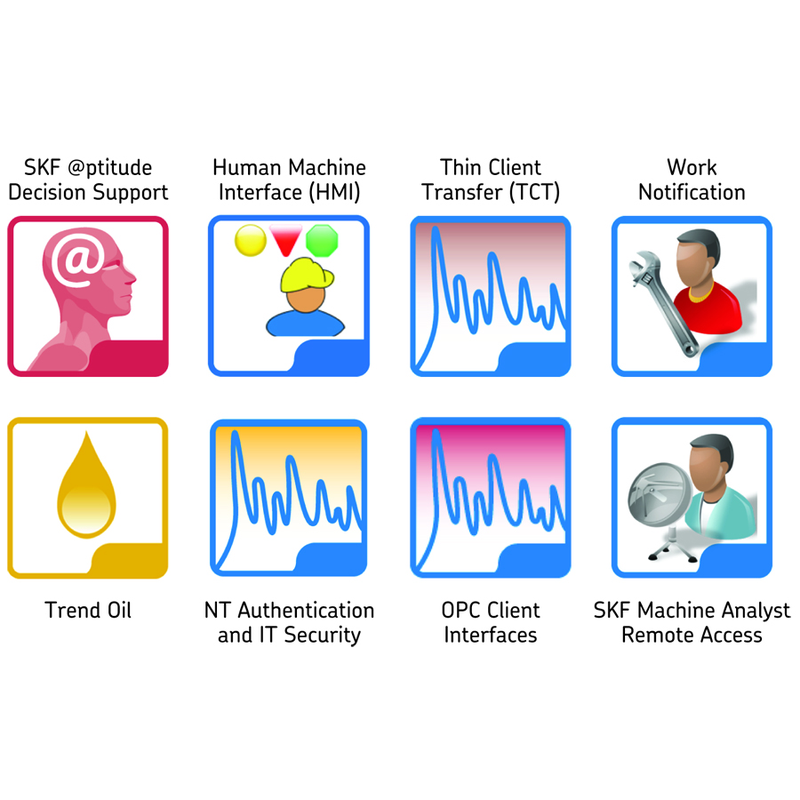 SKF @ptitude
Decision Support
Human Machine
Interface (HMI)
Thin Client
Transfer (TCT)
Work
Notification
@
Trend Oil
NT Authentication
and IT Security
OPC Client
Interfaces
SKF Machine Analyst
Remote Access